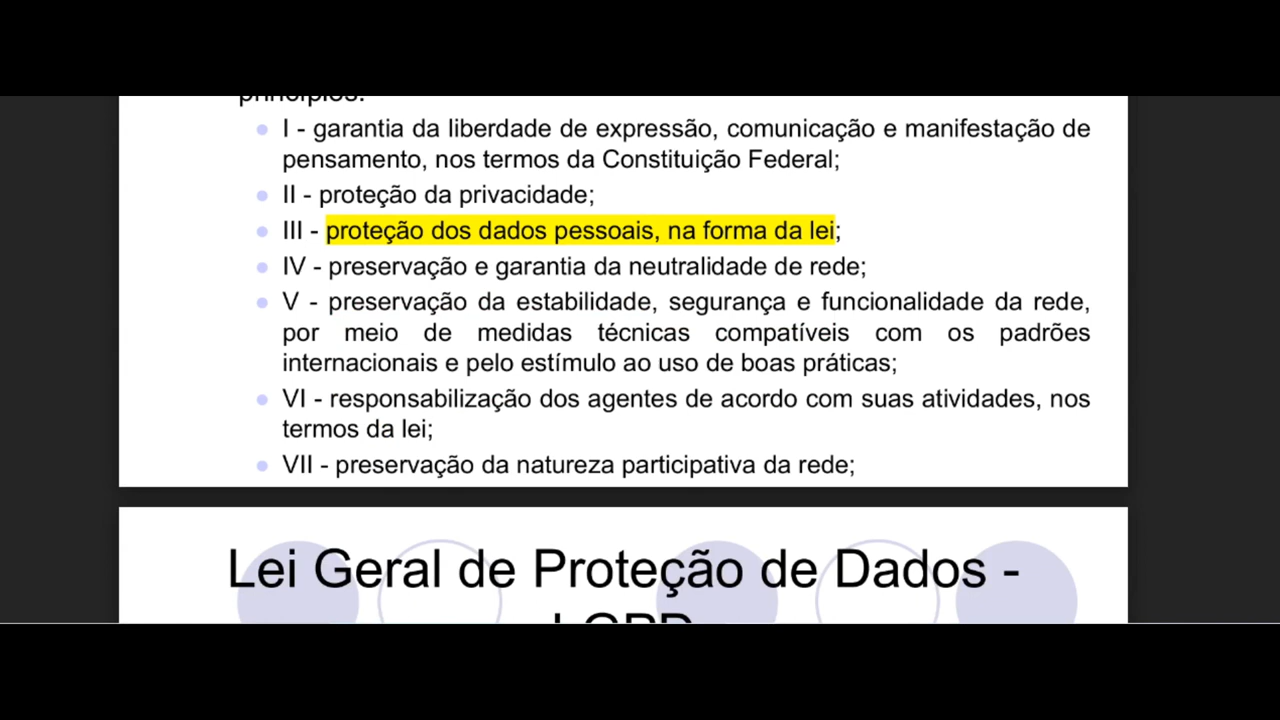 princípios:
I - garantia da liberdade de expressão, comunicação e manifestação de
pensamento, nos termos da Constituição Federal;
II - proteção da privacidade;
III - proteção dos dados pessoais, na forma da lei;
IV - preservação e garantia da neutralidade de rede;
V - preservação da estabilidade, segurança e funcionalidade da rede,
por meio de medidas técnicas compatíveis com os padrões
internacionais e pelo estímulo ao uso de boas práticas;
VI - responsabilização dos agentes de acordo com suas atividades, nos
termos da lei;
VII - preservação da natureza participativa da rede;
Lei Geral de Proteção de Dados -
LGPD